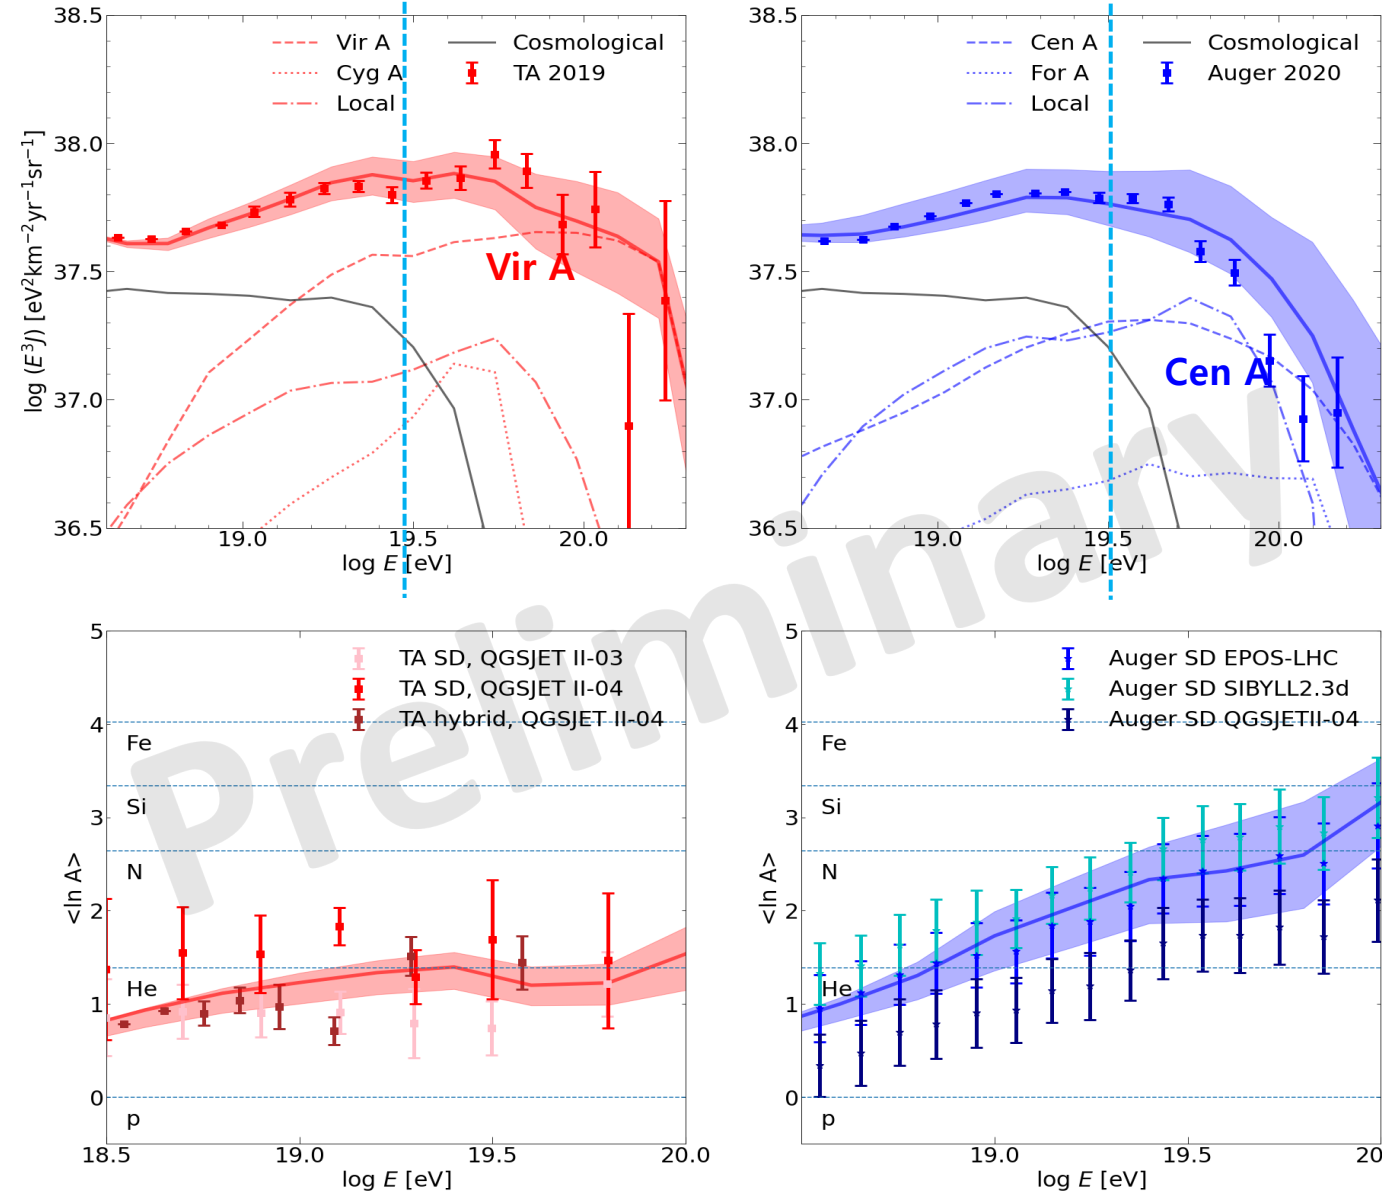 38.5
38.0
37.5
37.0
36.5
log (E³J) [eV²km⁻²yr⁻¹sr⁻¹]
Vir A
Cyg A
Local
Cosmological
TA 2019
Vir A
19.0
19.5
20.0
log E [eV]
38.5
38.0
37.5
37.0
36.5
Cen A
For A
Local
Cosmological
Auger 2020
Cen A
19.0
19.5
20.0
log E [eV]
Preliminary
5
4
3
2
1
0
<ln A>
TA SD, QGSJET II-03
TA SD, QGSJET II-04
TA hybrid, QGSJET II-04
Fe
Si
N
He
p
18.5
19.0
19.5
20.0
log E [eV]
5
4
3
2
1
0
<ln A>
Auger SD EPOS-LHC
Auger SD SIBYLL2.3d
Auger SD QGSJETII-04
Fe
Si
N
He
p
19.0
19.5
20
log E [eV]